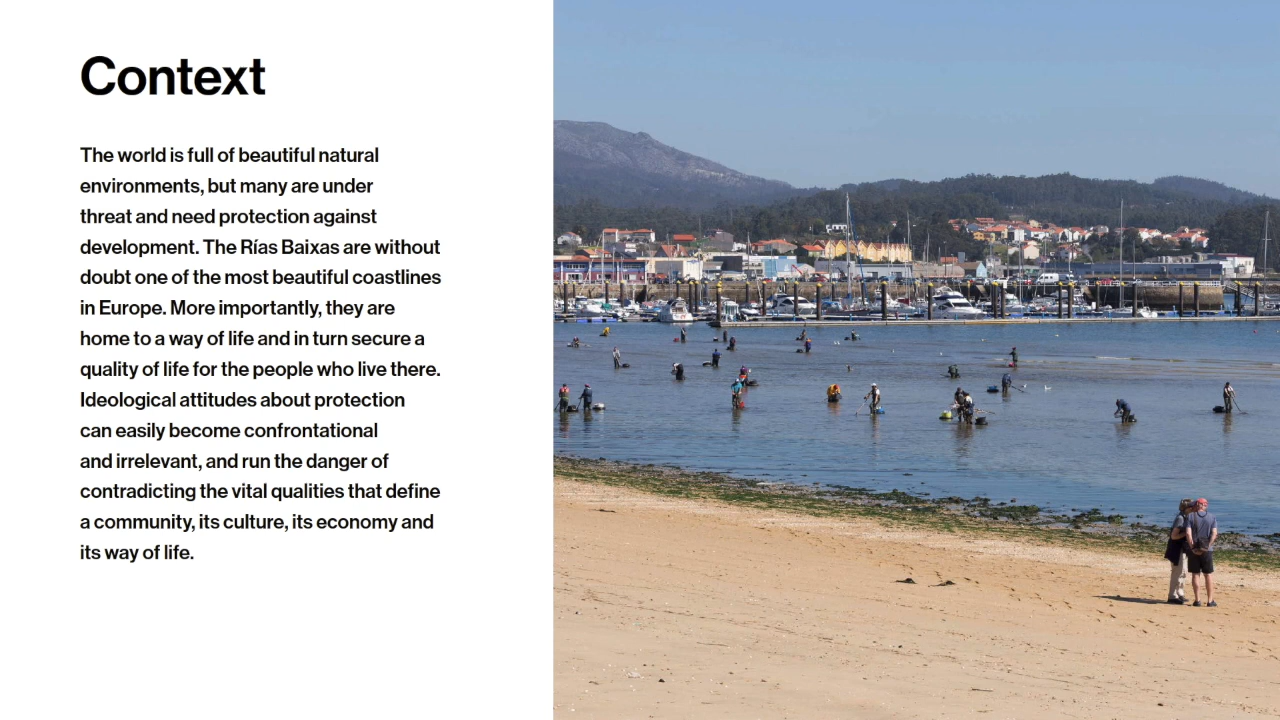 Context
The world is full of beautiful natural
environments, but many are under
threat and need protection against
development. The Rías Baixas are without
doubt one of the most beautiful coastlines
in Europe. More importantly, they are
home to a way of life and in turn secure a
quality of life for the people who live there.
Ideological attitudes about protection
can easily become confrontational
and irrelevant, and run the danger of
contradicting the vital qualities that define
a community, its culture, its economy and
its way of life.